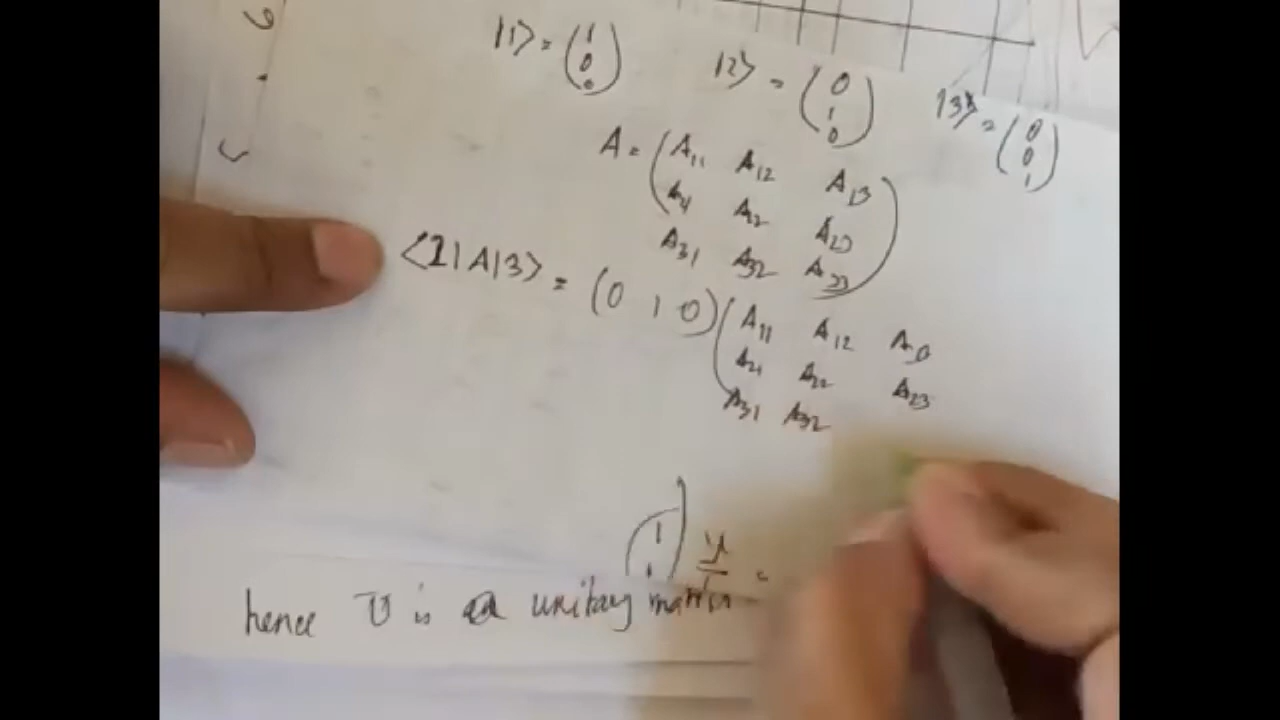 |1> = (1 0 0) |2> = (0 1 0) |3> = (0 0 1)
A = (A11 A12 A13
A21 A22 A23
A31 A32 A33)
<2|A|3> = (0 1 0) (A11 A12 A13
A21 A22 A23
A31 A32
hence U is a unitary matrix